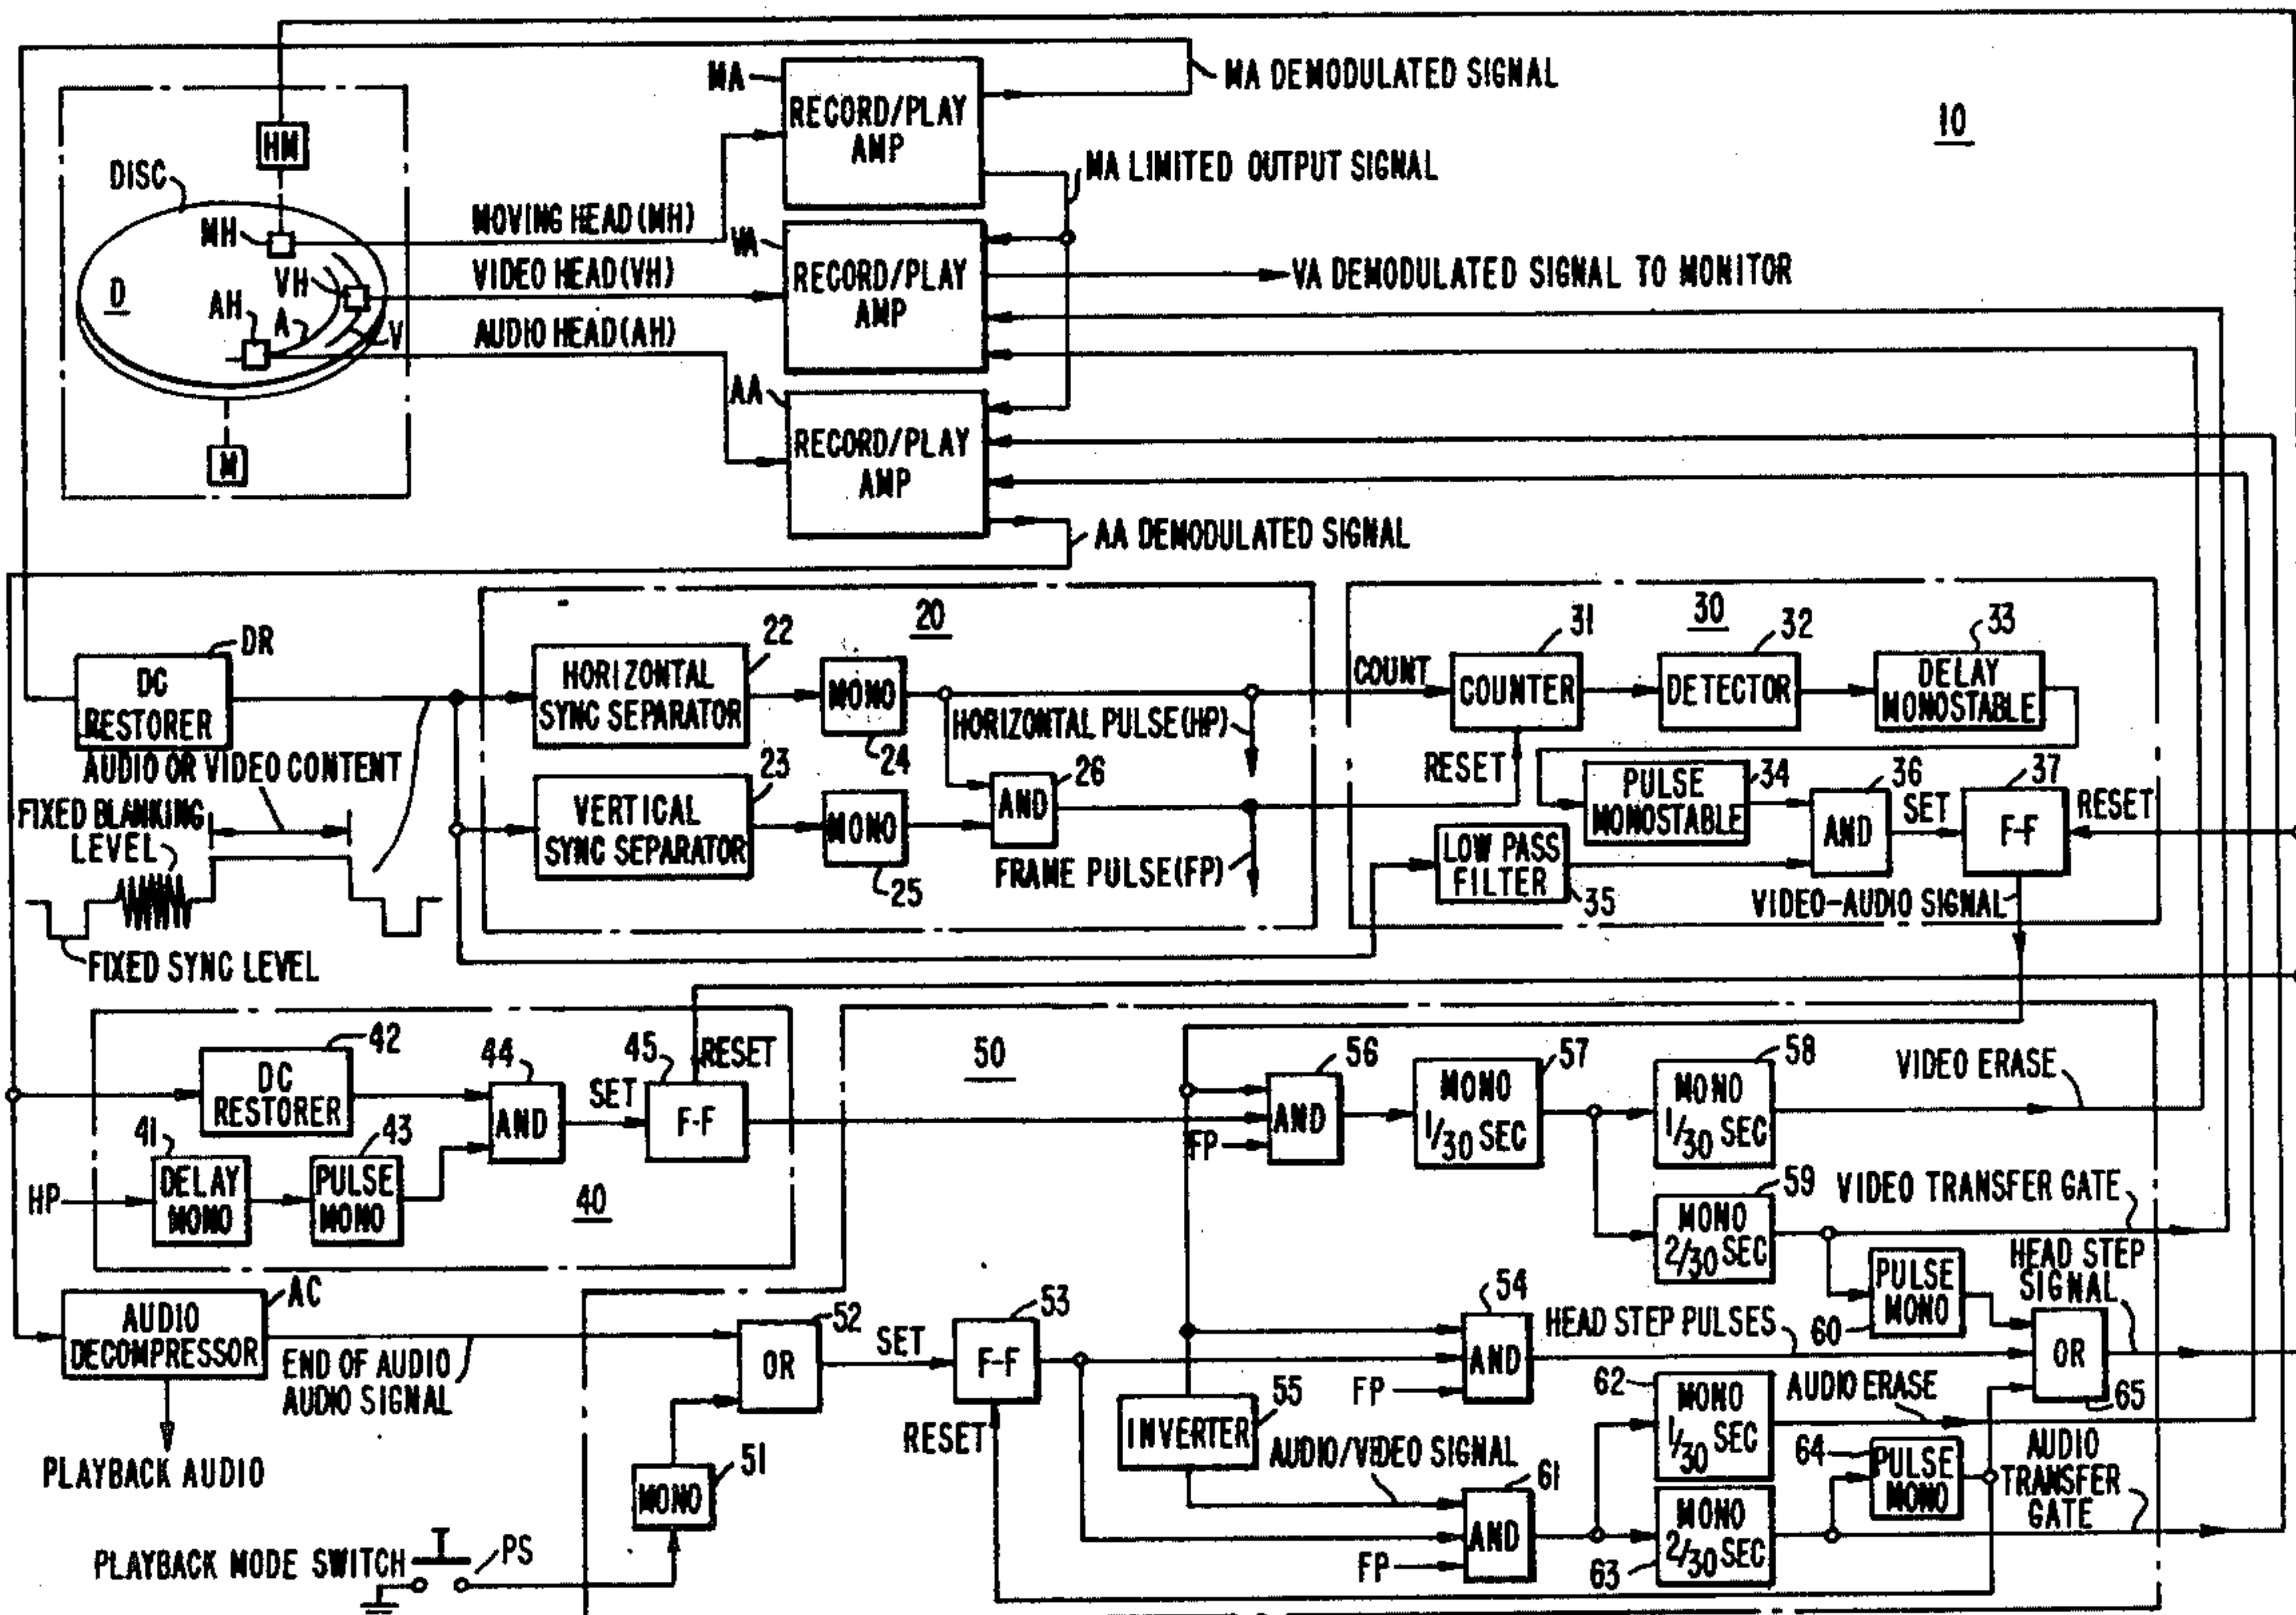 MA
RECORD/PLAY
AMP
MA DEMODULATED SIGNAL
10
HM
DISC
MA LIMITED OUTPUT SIGNAL
MH
MOVING HEAD (MH)
VA
RECORD/PLAY
AMP
VIDEO HEAD (VH)
VH
VA DEMODULATED SIGNAL TO MONITOR
D
AH
A
V
AUDIO HEAD (AH)
AA
RECORD/PLAY
AMP
M
AA DEMODULATED SIGNAL
DR
DC
RESTORER
20
22
HORIZONTAL
SYNC SEPARATOR
MONO
24
HORIZONTAL PULSE (HP)
30
COUNT
31
COUNTER
32
DETECTOR
33
DELAY
MONOSTABLE
RESET
AUDIO OR VIDEO CONTENT
FIXED BLANKING
LEVEL
FIXED SYNC LEVEL
23
VERTICAL
SYNC SEPARATOR
MONO
25
26
AND
FRAME PULSE (FP)
34
PULSE
MONOSTABLE
LOW PASS
FILTER
35
36
AND
SET
37
F-F
RESET
VIDEO-AUDIO SIGNAL
42
DC
RESTORER
44
AND
SET
45
F-F
RESET
41
DELAY
MONO
43
PULSE
MONO
HP
40
50
56
AND
FP
57
MONO
1/30 SEC
58
MONO
1/30 SEC
VIDEO ERASE
59
MONO
2/30 SEC
VIDEO TRANSFER GATE
PULSE
MONO
60
HEAD STEP
SIGNAL
AC
AUDIO
DECOMPRESSOR
END OF AUDIO
AUDIO SIGNAL
PLAYBACK AUDIO
52
OR
SET
53
F-F
RESET
54
AND
FP
HEAD STEP PULSES
OR
65
INVERTER
55
AUDIO/VIDEO SIGNAL
61
AND
FP
62
MONO
1/30 SEC
AUDIO ERASE
63
MONO
2/30 SEC
64
PULSE
MONO
AUDIO
TRANSFER
GATE
MONO
51
PLAYBACK MODE SWITCH
PS